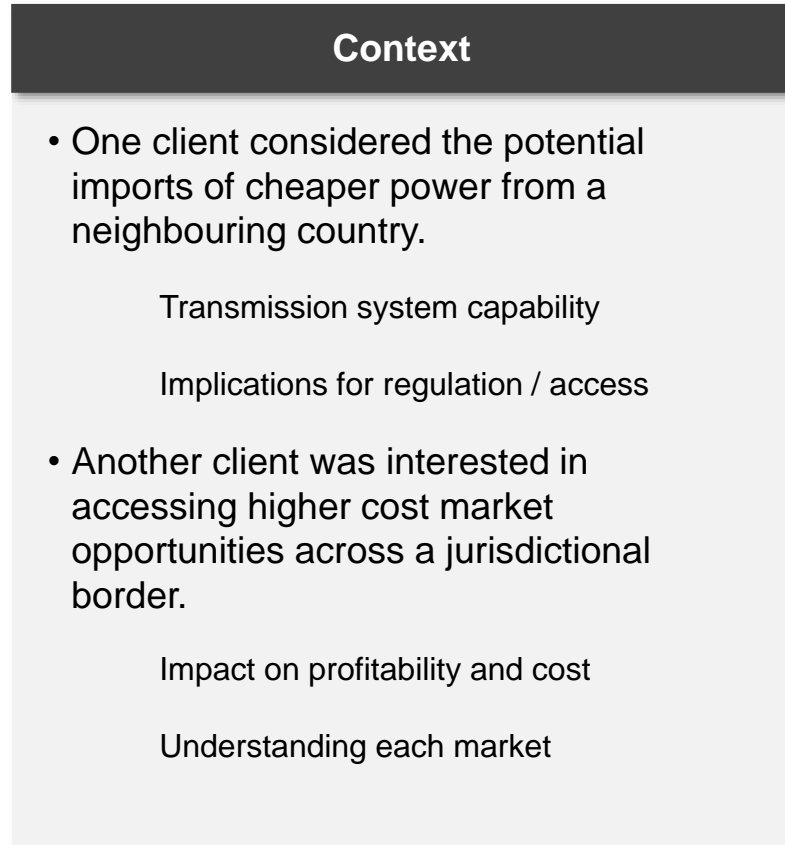 Context
• One client considered the potential
imports of cheaper power from a
neighbouring country.
Transmission system capability
Implications for regulation / access
• Another client was interested in
accessing higher cost market
opportunities across a jurisdictional
border.
Impact on profitability and cost
Understanding each market